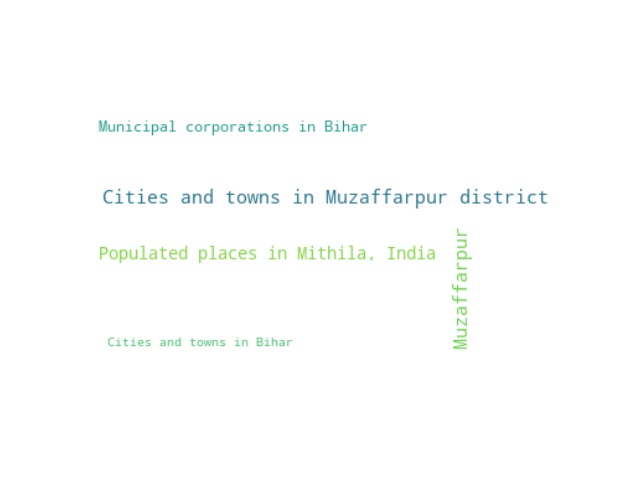 Municipal corporations in Bihar
Cities and towns in Muzaffarpur district
Populated places in Mithila, India
Muzaffarpur
Cities and towns in Bihar